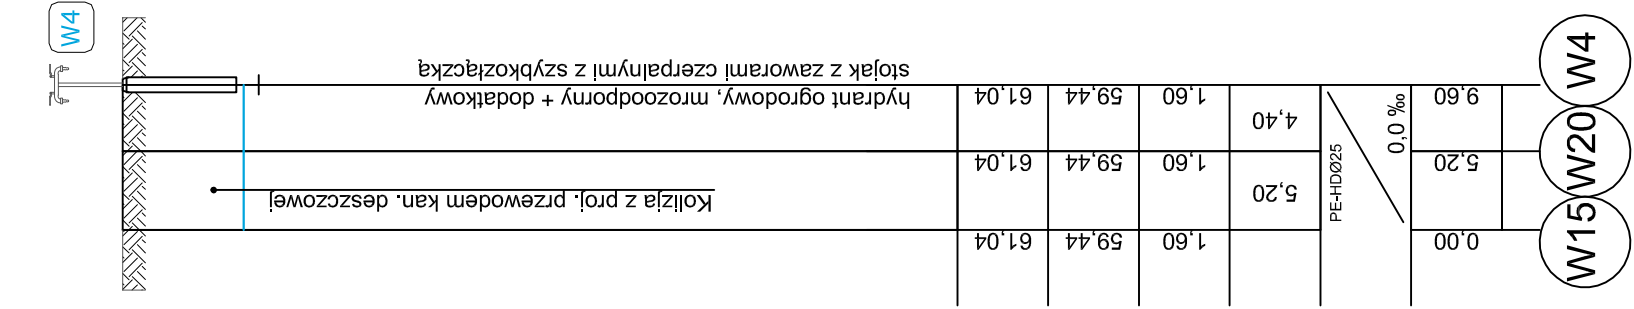 W4
hydrant ogrodowy, mrozoodporny + dodatkowy
stojak z zaworami czerpalnymi z szybkozłączką
Kolizja z proj. przewodem kan. deszczowej
61,04
61,04
61,04
59,44
59,44
59,44
1,60
1,60
1,60
5,20
4,40
PE-HDØ25
0,0 ‰
0,00
5,20
9,60
W15
W20
W4